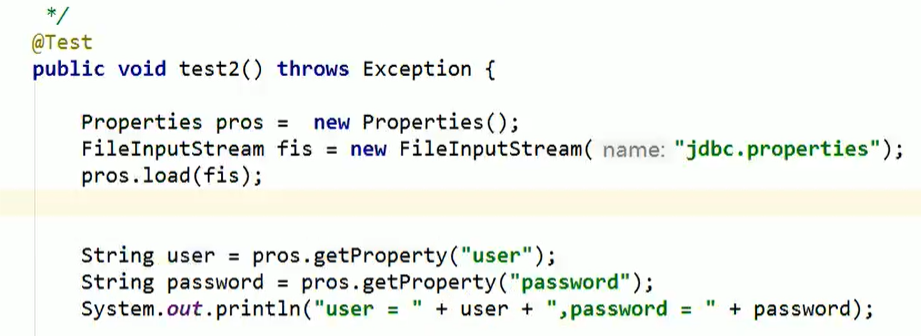 */
@Test
public void test2() throws Exception {
Properties pros =  new Properties();
FileInputStream fis = new FileInputStream( name: "jdbc.properties");
pros.load(fis);
String user = pros.getProperty("user");
String password = pros.getProperty("password");
System.out.println("user = " + user + ",password = " + password);